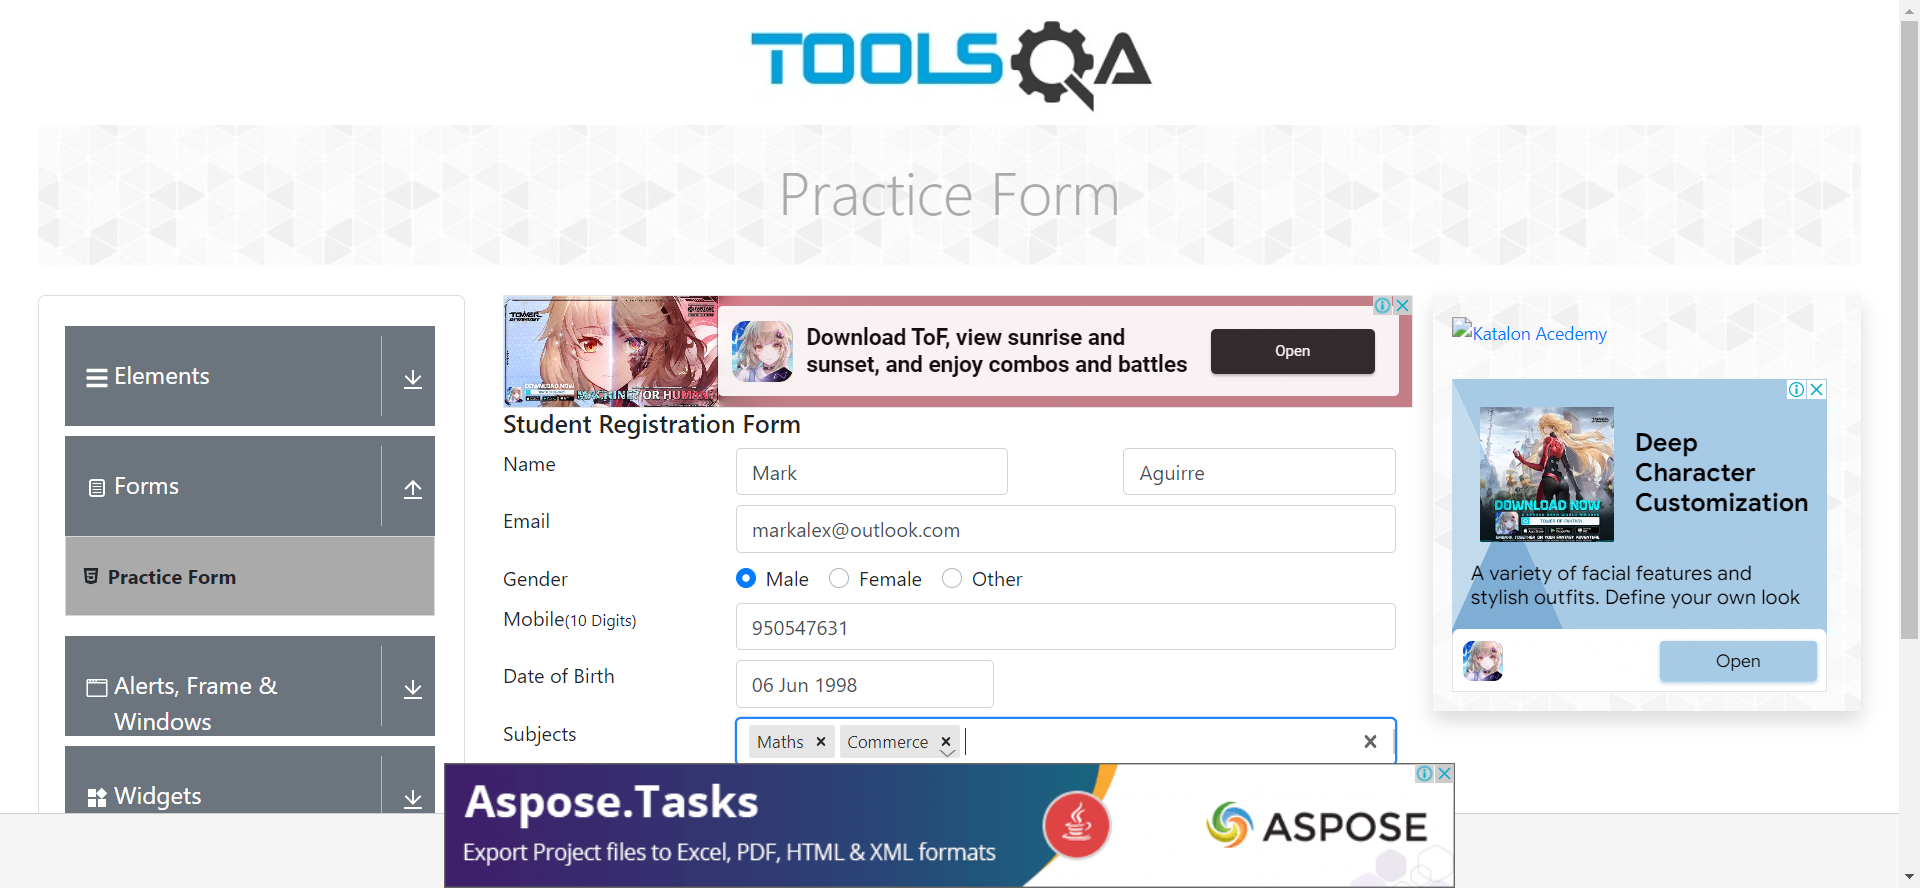 TOOLSQA
Practice Form
Elements
Forms
Practice Form
Alerts, Frame &
Windows
Widgets
DOWNLOAD NOW
Download ToF, view sunrise and
sunset, and enjoy combos and battles
Open
Student Registration Form
Name
Mark
Aguirre
Email
markalex@outlook.com
Gender
Male
Female
Other
Mobile(10 Digits)
950547631
Date of Birth
06 Jun 1998
Subjects
Maths
Commerce
Katalon Acedemy
DOWNLOAD NOW
TOWER OF FANTASY
Deep
Character
Customization
A variety of facial features and
stylish outfits. Define your own look
Open
Aspose.Tasks
Export Project files to Excel, PDF, HTML & XML formats
ASPOSE